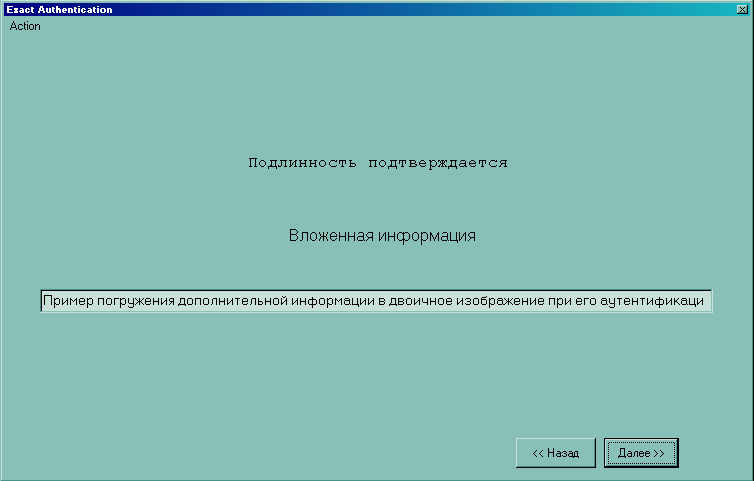 Exact Authentication
Action
Подлинность подтверждается
Вложенная информация
Пример погружения дополнительной информации в двоичное изображение при его аутентификаци
<< Назад
Далее >>